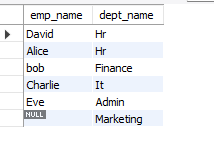 emp_name dept_name
David Hr
Alice Hr
bob Finance
Charlie It
Eve Admin
NULL Marketing